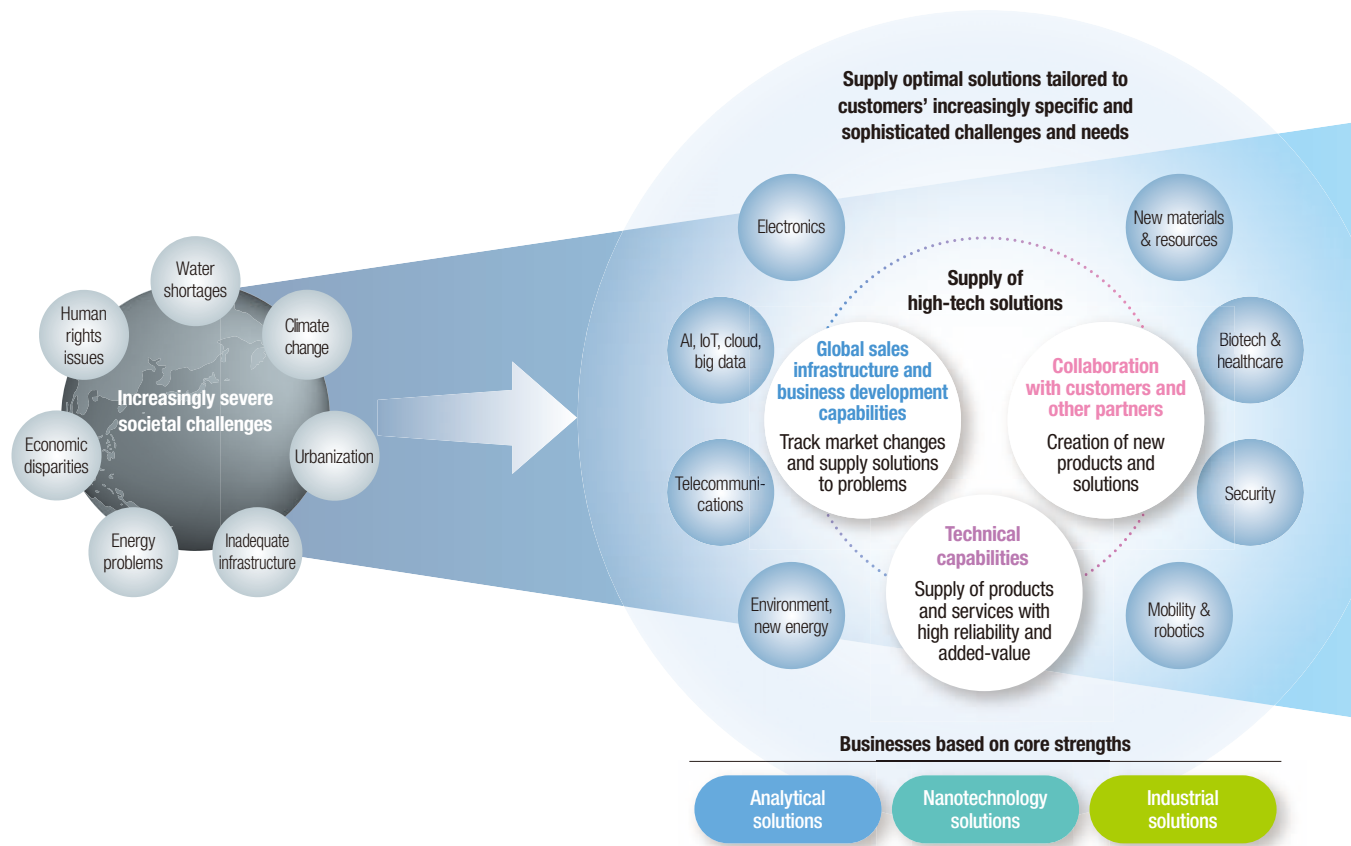 Water
shortages
Human
rights
issues
Climate
change
Increasingly severe
societal challenges
Economic
disparities
Urbanization
Energy
problems
Inadequate
infrastructure
Supply optimal solutions tailored to
customers’ increasingly specific and
sophisticated challenges and needs
Electronics
New materials
& resources
Supply of
high-tech solutions
AI, IoT, cloud,
big data
Biotech &
healthcare
Global sales
infrastructure and
business development
capabilities
Track market changes
and supply solutions
to problems
Collaboration
with customers and
other partners
Creation of new
products and
solutions
Telecommuni-
cations
Security
Technical
capabilities
Supply of products
and services with
high reliability and
added-value
Environment,
new energy
Mobility &
robotics
Businesses based on core strengths
Analytical
solutions
Nanotechnology
solutions
Industrial
solutions